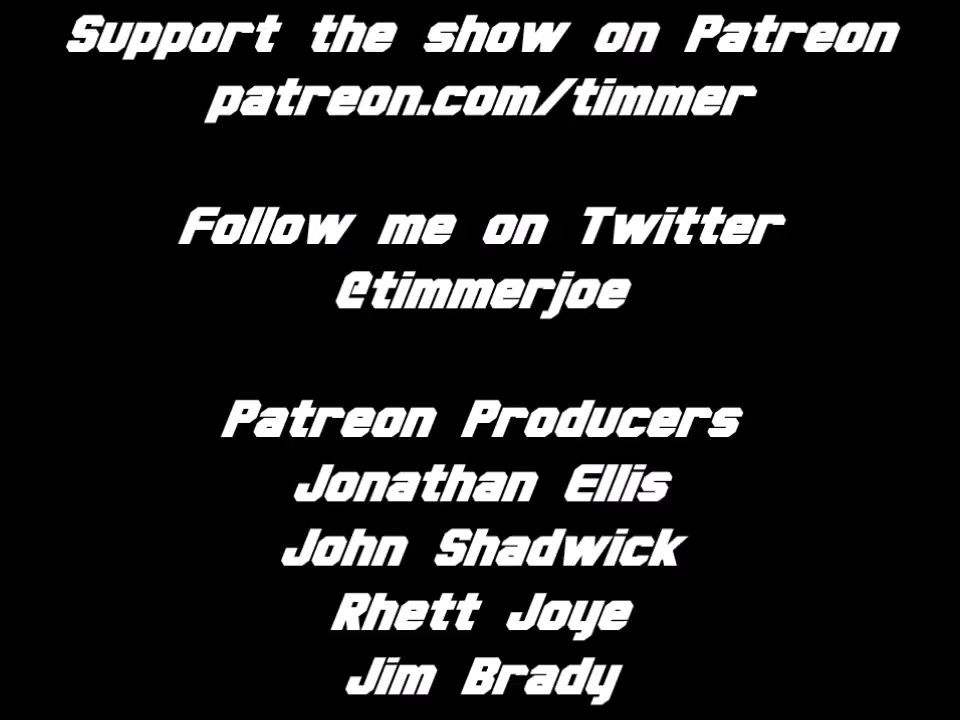 Support the show on Patreon
patreon.com/timmer
Follow me on Twitter
@timmerjoe
Patreon Producers
Jonathan Ellis
John Shadwick
Rhett Joye
Jim Brady